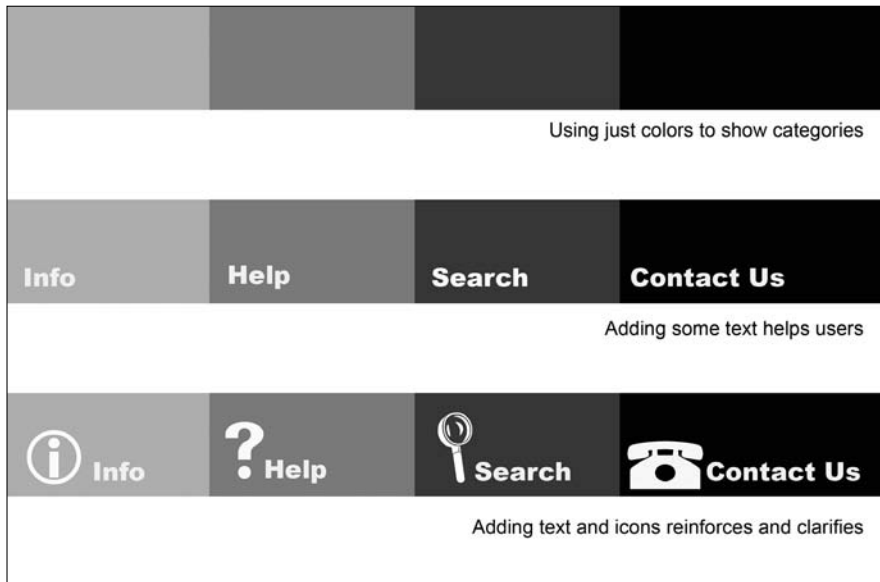 Using just colors to show categories
Info Help Search Contact Us
Adding some text helps users
Info Help Search Contact Us
Adding text and icons reinforces and clarifies